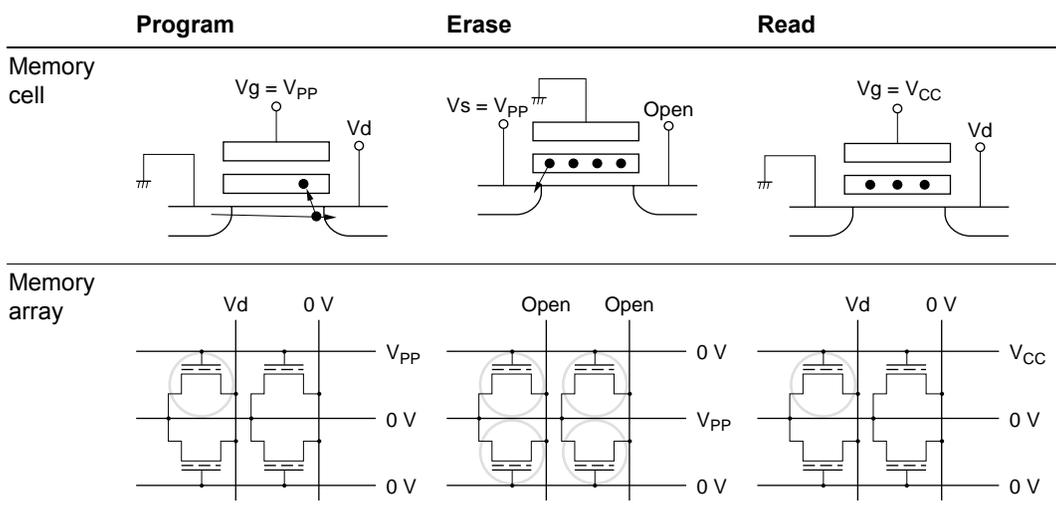 Program Erase Read
Memory
cell
Vg = VPP
Vd
Vs = VPP
Open
Vg = VCC
Vd
Memory
array
Vd 0 V
VPP
0 V
0 V
Open Open
0 V
VPP
0 V
Vd 0 V
VCC
0 V
0 V